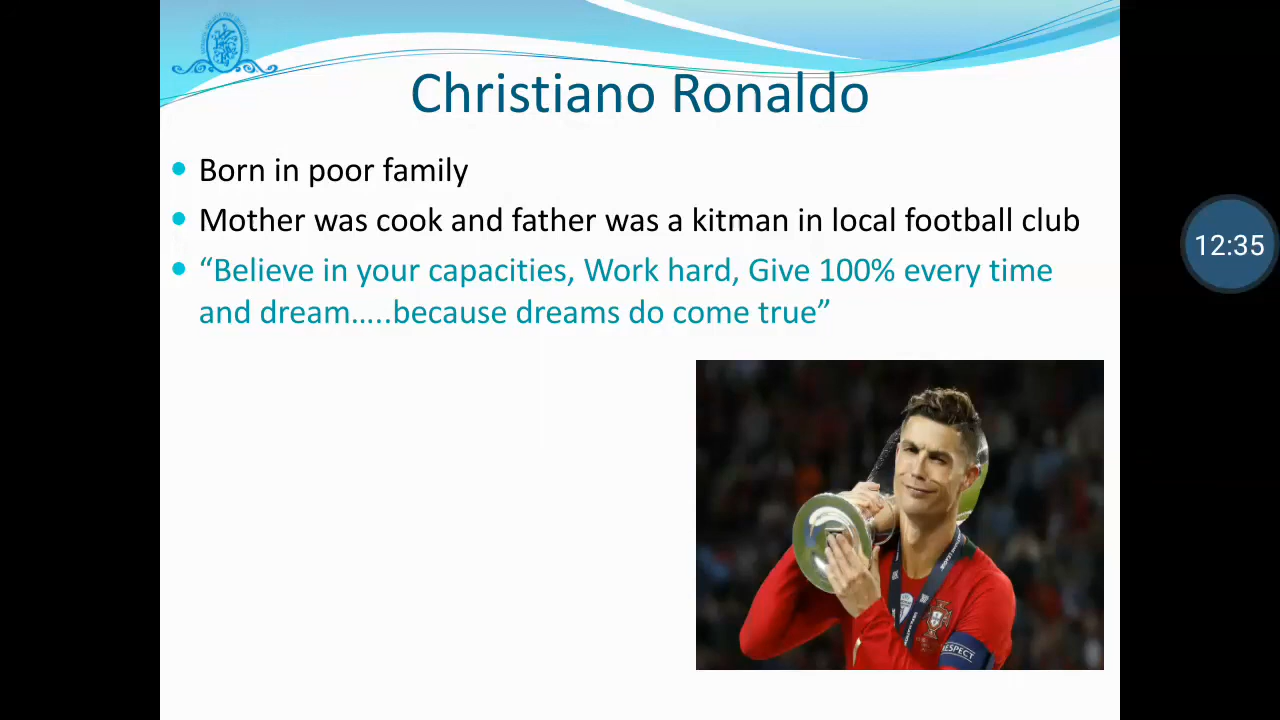 Christiano Ronaldo
Born in poor family
Mother was cook and father was a kitman in local football club
“Believe in your capacities, Work hard, Give 100% every time
and dream…..because dreams do come true”
12:35
RESPECT